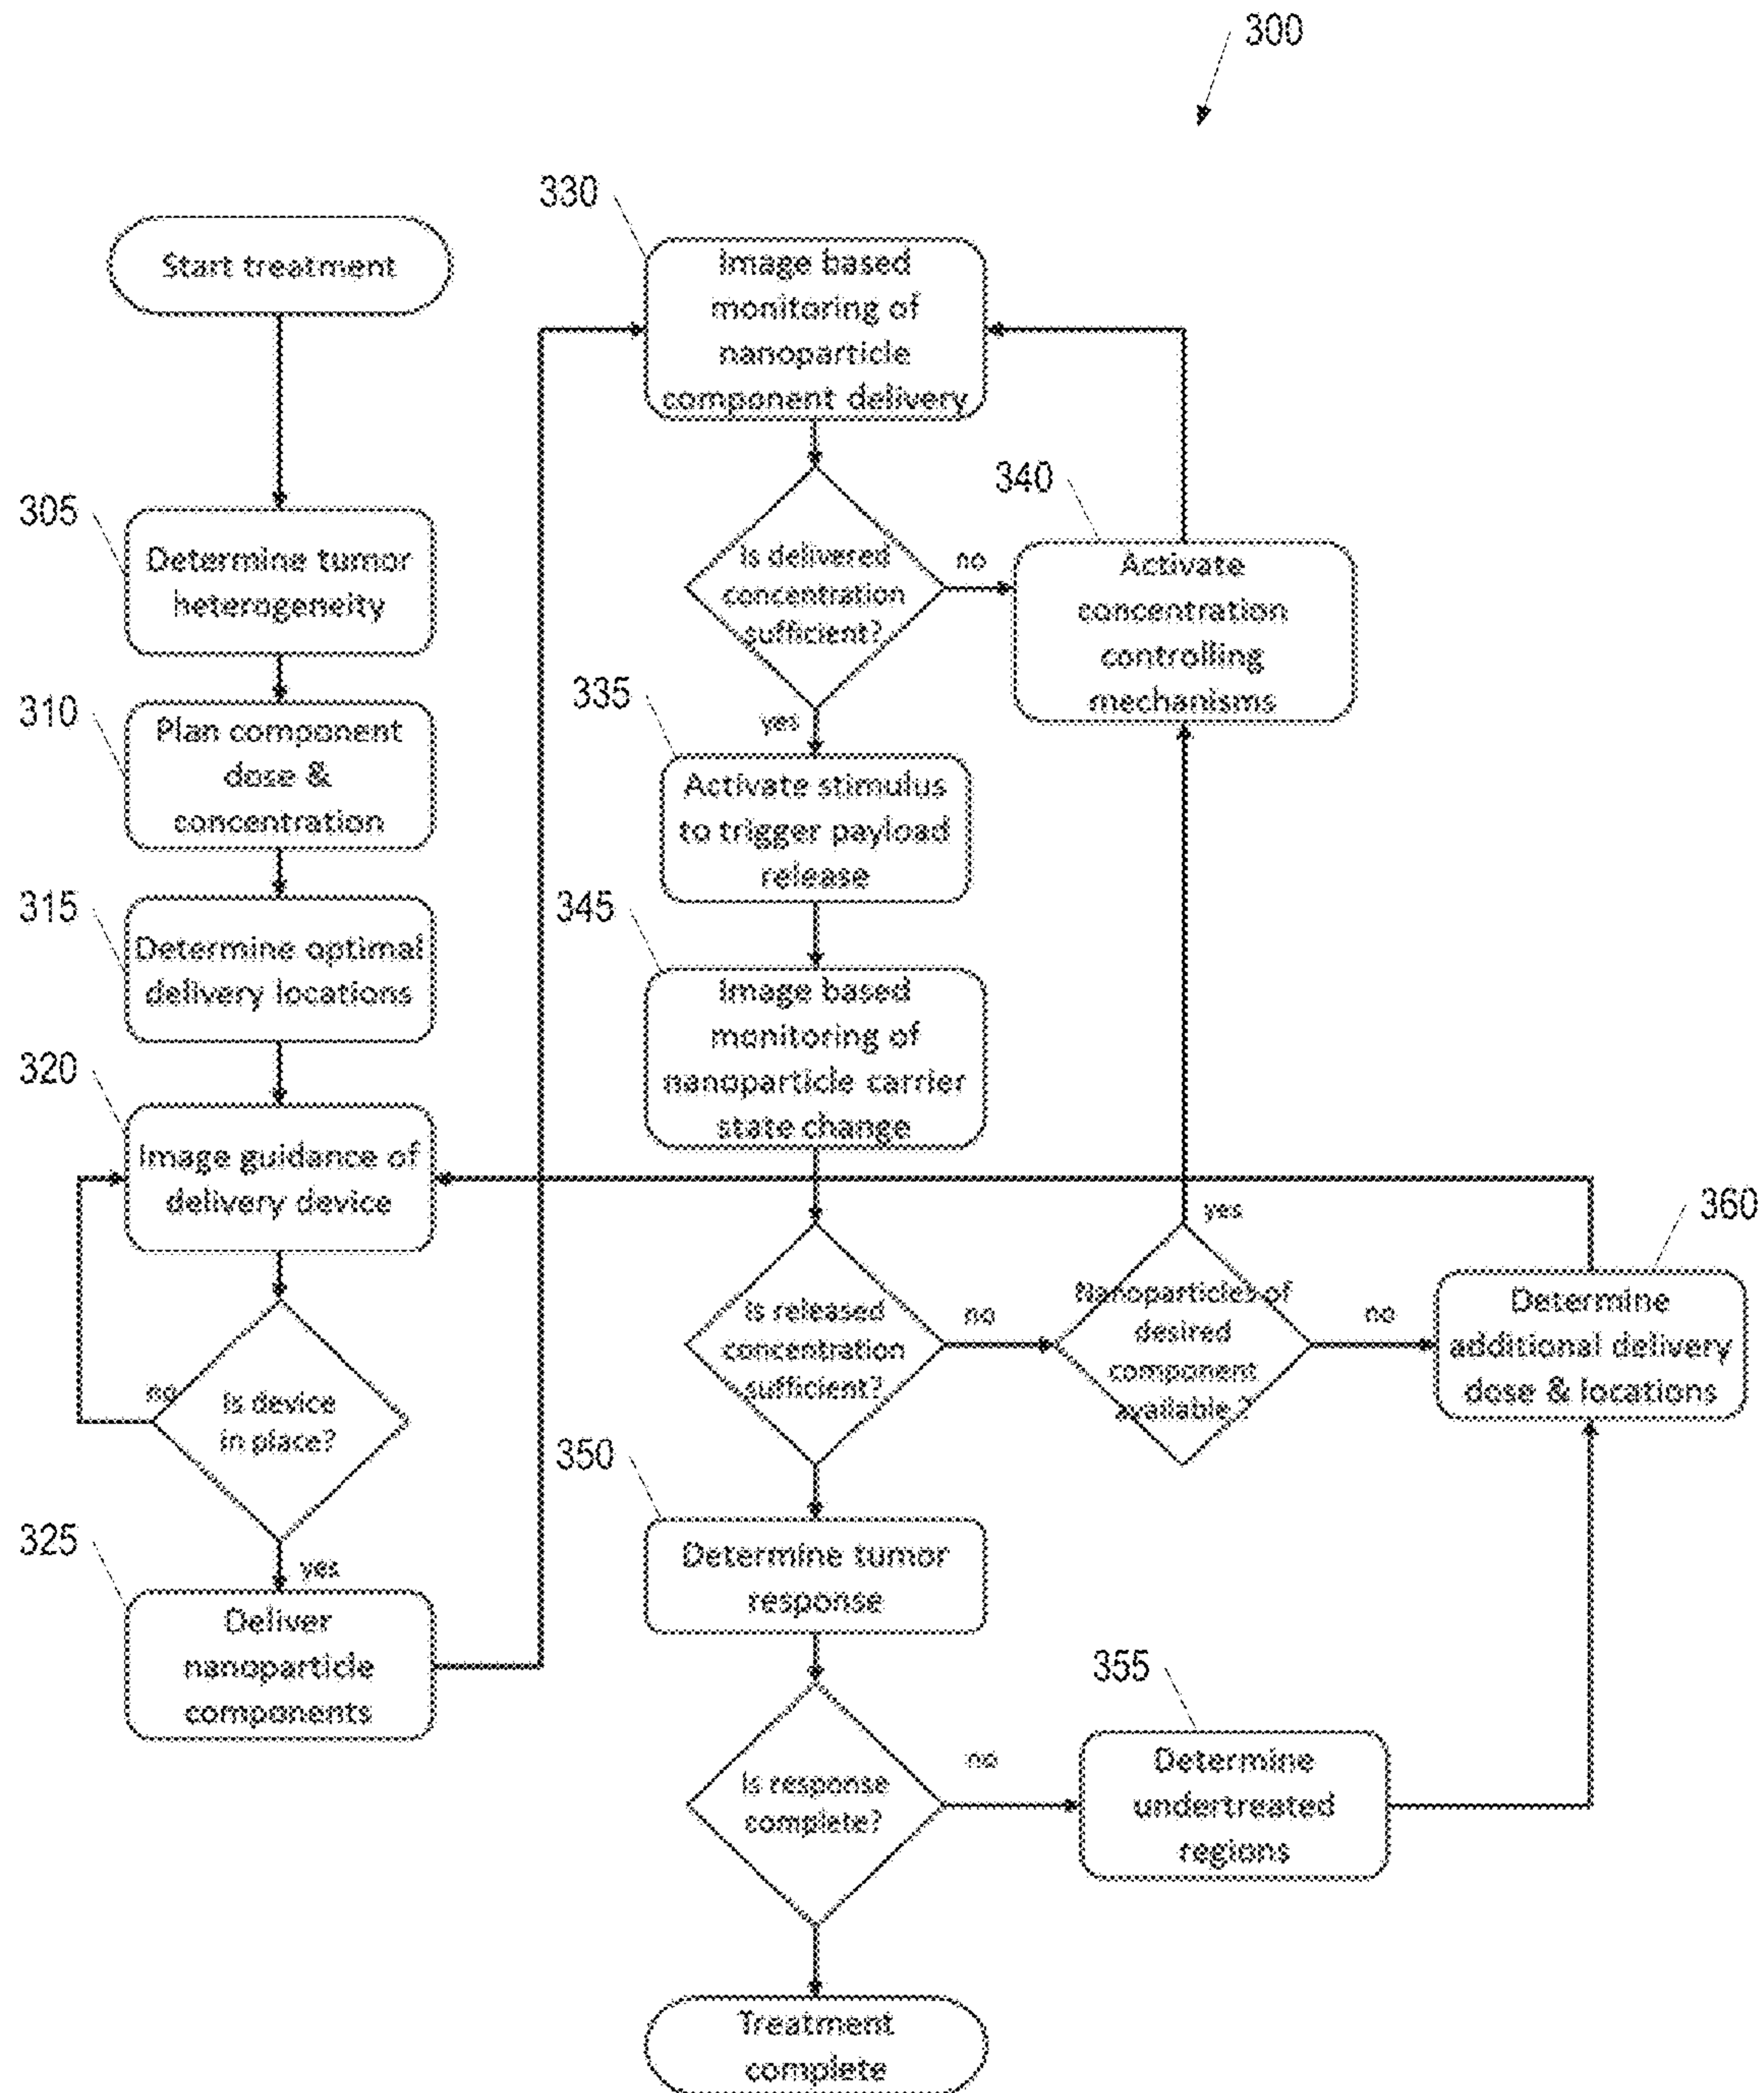 300
Start treatment
305
Determine tumor
heterogeneity
310
Plan component
dose &
concentration
315
Determine optimal
delivery locations
320
Image guidance of
delivery device
no
Is device
in place?
yes
325
Deliver
nanoparticle
components
330
Image based
monitoring of
nanoparticle
component delivery
Is delivered
concentration
sufficient?
no
yes
340
Activate
concentration
controlling
mechanisms
335
Activate stimulus
to trigger payload
release
345
Image based
monitoring of
nanoparticle carrier
state change
Is released
concentration
sufficient?
no
Nanoparticles of
desired
component
available?
yes
no
360
Determine
additional delivery
dose & locations
350
Determine tumor
response
Is response
complete?
no
355
Determine
undertreated
regions
Treatment
complete